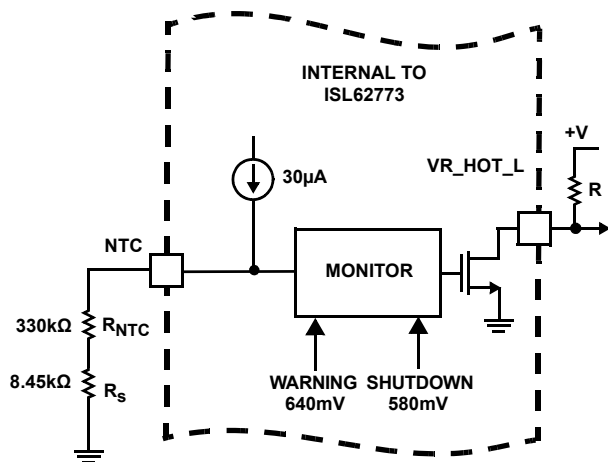 INTERNAL TO
ISL62773
+V
VR_HOT_L
30µA
R
NTC
MONITOR
330kΩ
RNTC
8.45kΩ
Rs
WARNING
640mV
SHUTDOWN
580mV